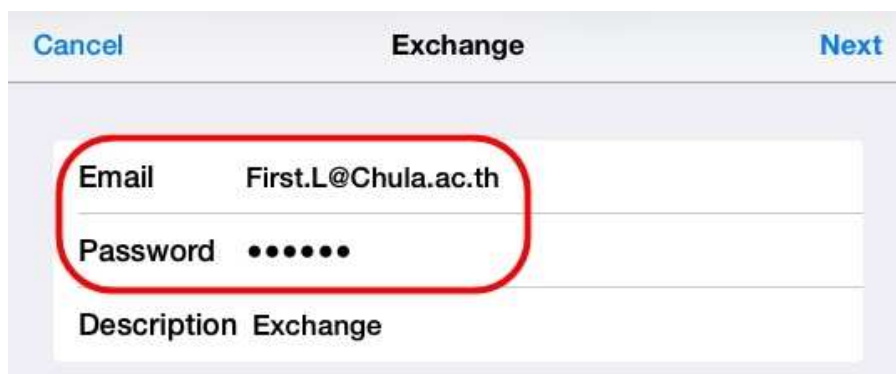 Cancel Exchange Next
Email First.L@Chula.ac.th
Password ••••••
Description Exchange